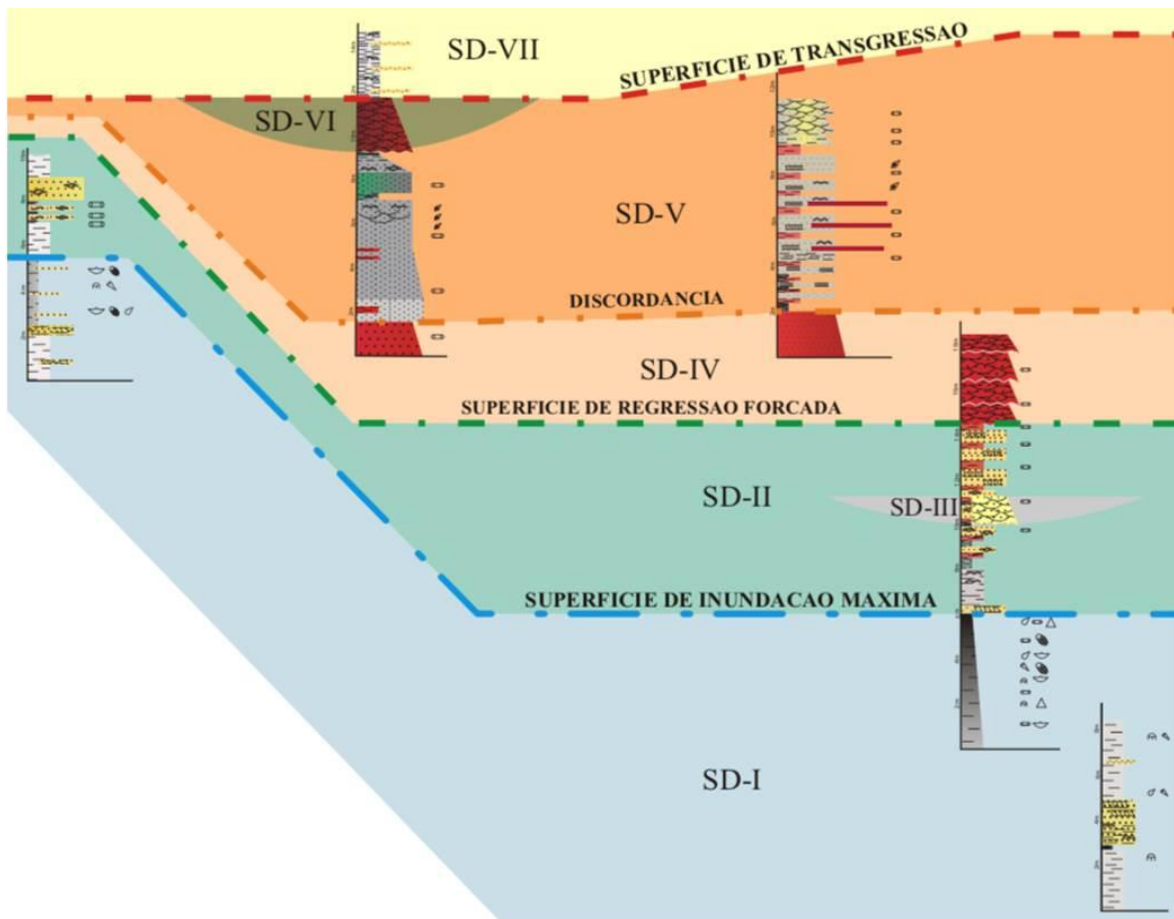 SD-VII
SUPERFICIE DE TRANSGRESSAO
SD-VI
SD-V
DISCORDANCIA
SD-IV
SUPERFICIE DE REGRESSAO FORCADA
SD-II
SD-III
SUPERFICIE DE INUNDACAO MAXIMA
SD-I